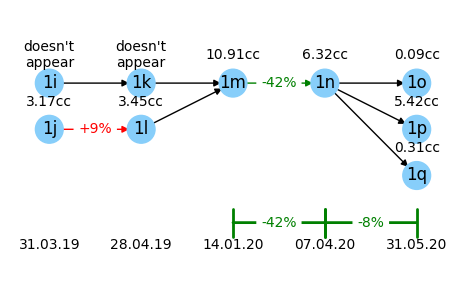 doesn't
appear
doesn't
appear
10.91cc
6.32cc
0.09cc
1i
1k
1m
-42%
1n
1o
3.17cc
3.45cc
5.42cc
1j
+9%
1l
1p
0.31cc
1q
-42%
-8%
31.03.19
28.04.19
14.01.20
07.04.20
31.05.20